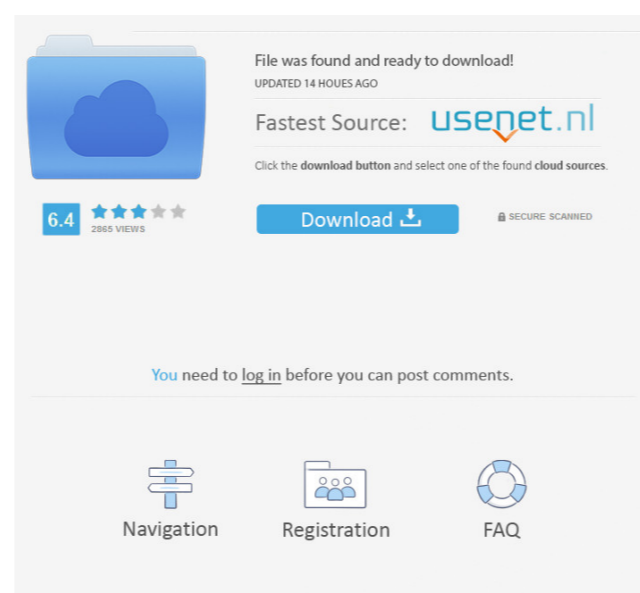 File was found and ready to download!
UPDATED 14 HOUES AGO
Fastest Source: usenet.nl
Click the download button and select one of the found cloud sources.
6.4
2865 VIEWS
Download
SECURE SCANNED
You need to log in before you can post comments.
Navigation
Registration
FAQ